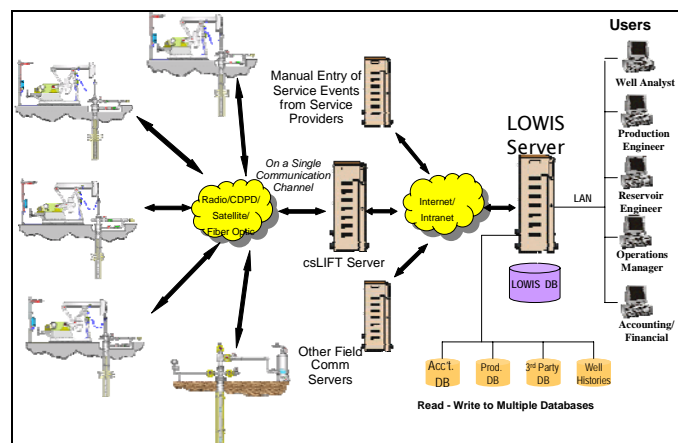 Users
Manual Entry of
Service Events
from Service
Providers
Well Analyst
LOWIS
Server
Production
Engineer
On a Single
Communication
Channel
Radio/CDPD/
Satellite/
Fiber Optic
Internet/
Intranet
LAN
Reservoir
Engineer
csLIFT Server
Operations
Manager
LOWIS DB
Accounting/
Financial
Other Field
Comm
Servers
Acc't.
DB
Prod.
DB
3rd Party
DB
Well
Histories
Read - Write to Multiple Databases